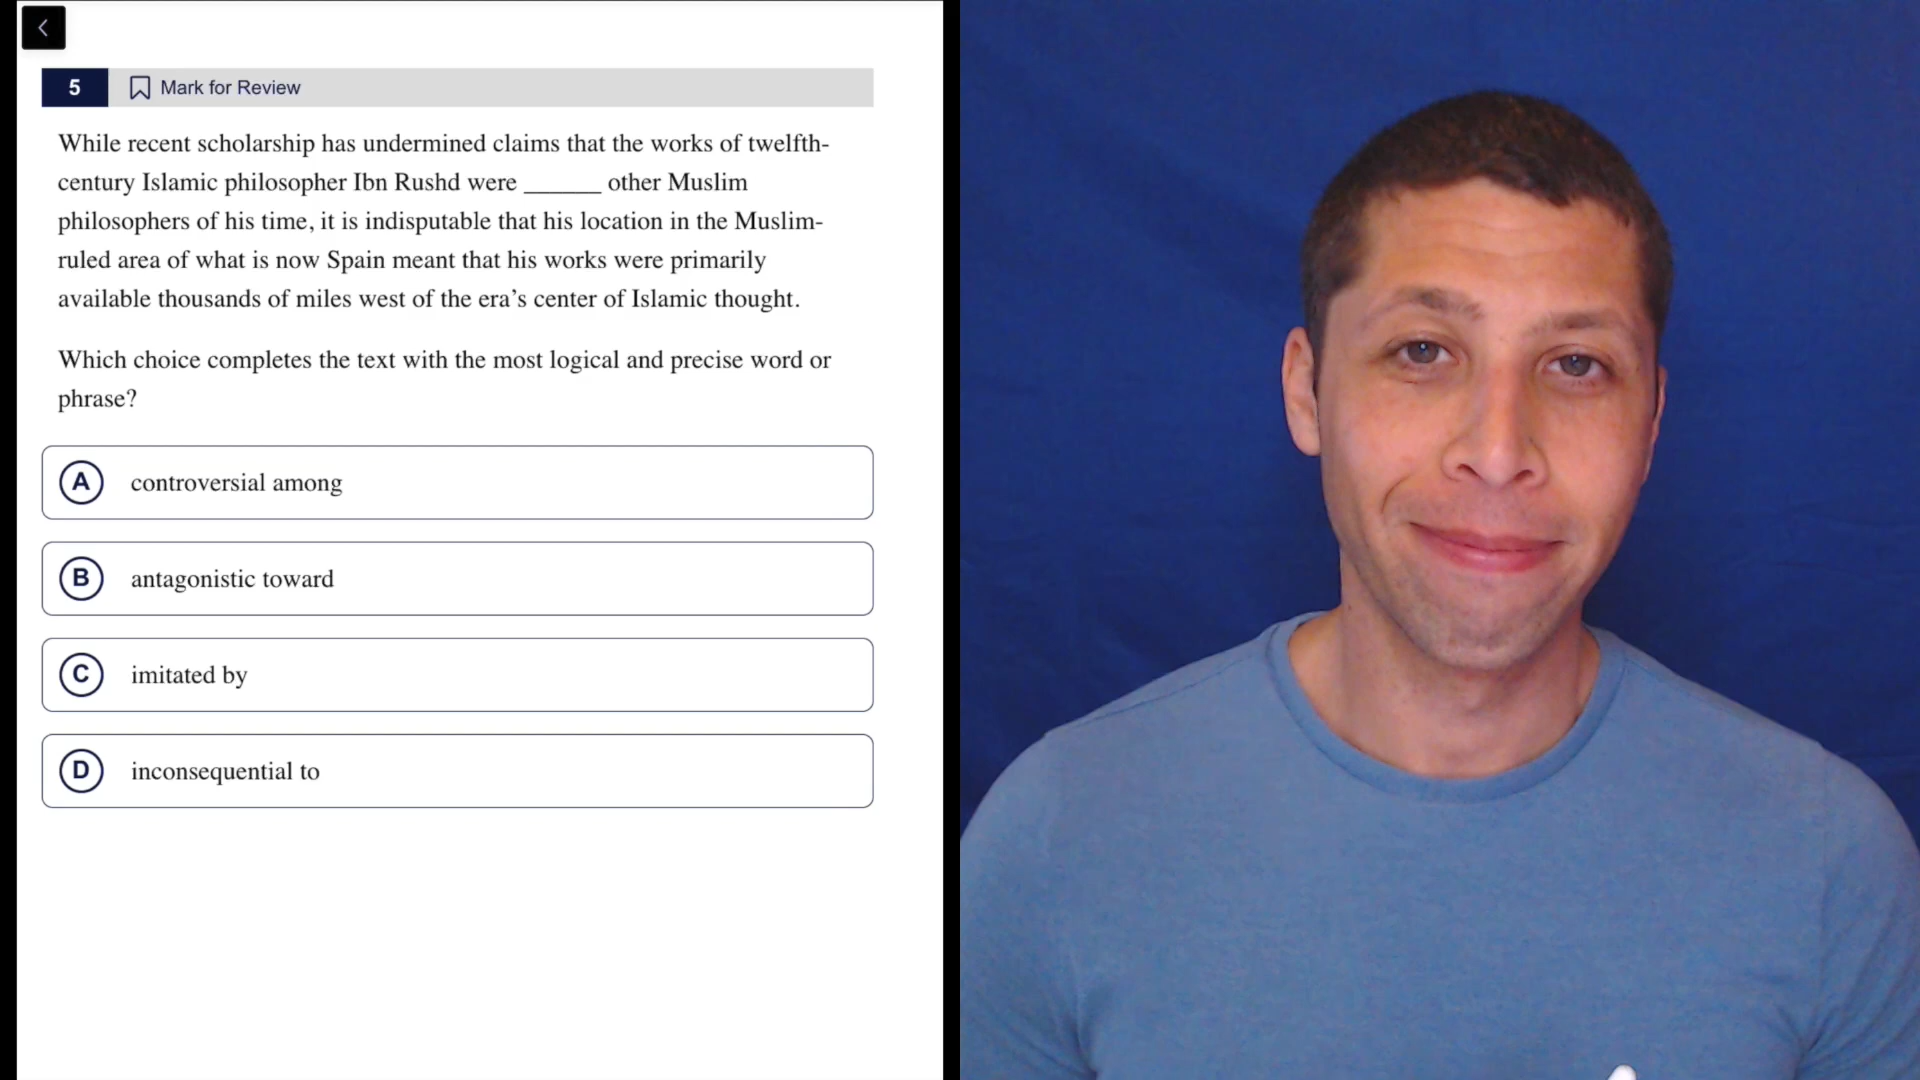 5
Mark for Review
While recent scholarship has undermined claims that the works of twelfth-
century Islamic philosopher Ibn Rushd were ______ other Muslim
philosophers of his time, it is indisputable that his location in the Muslim-
ruled area of what is now Spain meant that his works were primarily
available thousands of miles west of the era’s center of Islamic thought.
Which choice completes the text with the most logical and precise word or
phrase?
A controversial among
B antagonistic toward
C imitated by
D inconsequential to